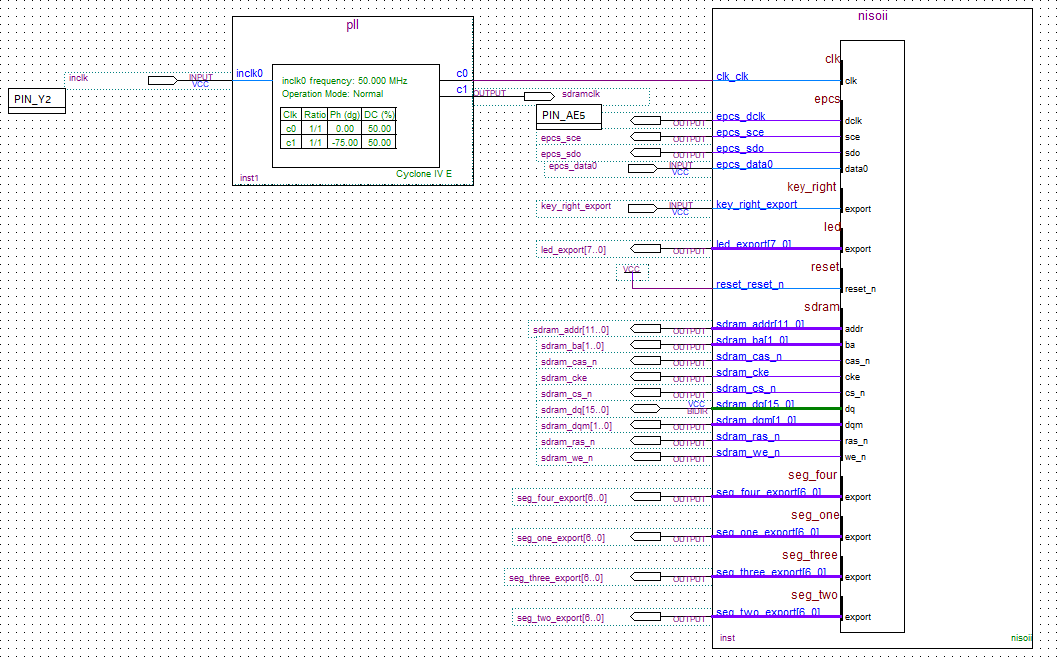 pll
inclk
INPUT
VCC
PIN_Y2
inclk0
c0
c1
inclk0 frequency: 50.000 MHz
Operation Mode: Normal
Clk Ratio Ph (dg) DC (%)
c0 1/1 0.00 50.00
c1 1/1 -75.00 50.00
inst1
Cyclone IV E
OUTPUT
sdramclk
PIN_AE5
nisoii
clk
clk_clk
clk
epcs
epcs_dclk
OUTPUT
dclk
epcs_sce
OUTPUT
epcs_sce
sce
epcs_sdo
OUTPUT
epcs_sdo
sdo
epcs_data0
INPUT
VCC
epcs_data0
data0
key_right
key_right_export
INPUT
VCC
key_right_export
export
led
led_export[7..0]
OUTPUT
led_export[7..0]
export
reset
VCC
reset_reset_n
reset_n
sdram
sdram_addr[11..0]
OUTPUT
sdram_addr[11..0]
addr
sdram_ba[1..0]
OUTPUT
sdram_ba[1..0]
ba
sdram_cas_n
OUTPUT
sdram_cas_n
cas_n
sdram_cke
OUTPUT
sdram_cke
cke
sdram_cs_n
OUTPUT
sdram_cs_n
cs_n
sdram_dq[15..0]
VCC
BIDIR
sdram_dq[15..0]
dq
sdram_dqm[1..0]
OUTPUT
sdram_dqm[1..0]
dqm
sdram_ras_n
OUTPUT
sdram_ras_n
ras_n
sdram_we_n
OUTPUT
sdram_we_n
we_n
seg_four
seg_four_export[6..0]
OUTPUT
seg_four_export[6..0]
export
seg_one
seg_one_export[6..0]
OUTPUT
seg_one_export[6..0]
export
seg_three
seg_three_export[6..0]
OUTPUT
seg_three_export[6..0]
export
seg_two
seg_two_export[6..0]
OUTPUT
seg_two_export[6..0]
export
inst
nisoii